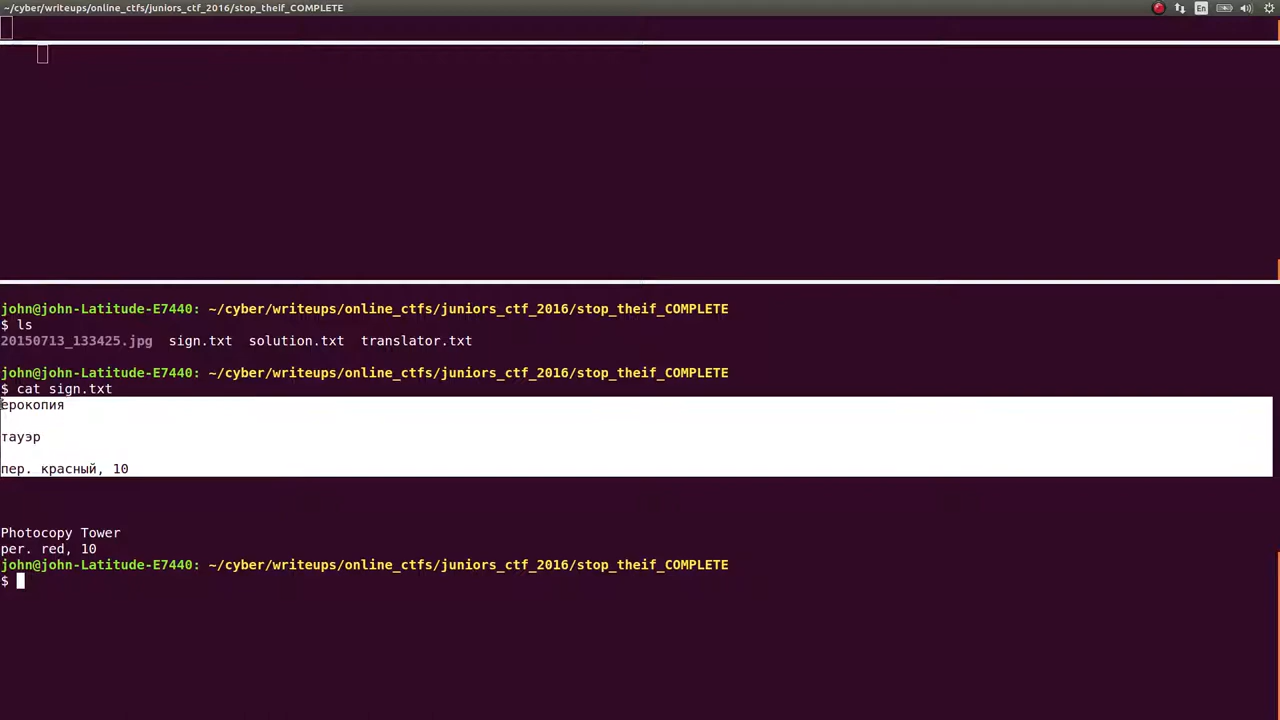 ~/cyber/writeups/online_ctfs/juniors_ctf_2016/stop_theif_COMPLETE
En
john@john-Latitude-E7440: ~/cyber/writeups/online_ctfs/juniors_ctf_2016/stop_theif_COMPLETE
$ ls
20150713_133425.jpg  sign.txt  solution.txt  translator.txt
john@john-Latitude-E7440: ~/cyber/writeups/online_ctfs/juniors_ctf_2016/stop_theif_COMPLETE
$ cat sign.txt
ерокопия
тауэр
пер. красный, 10
Photocopy Tower
per. red, 10
john@john-Latitude-E7440: ~/cyber/writeups/online_ctfs/juniors_ctf_2016/stop_theif_COMPLETE
$